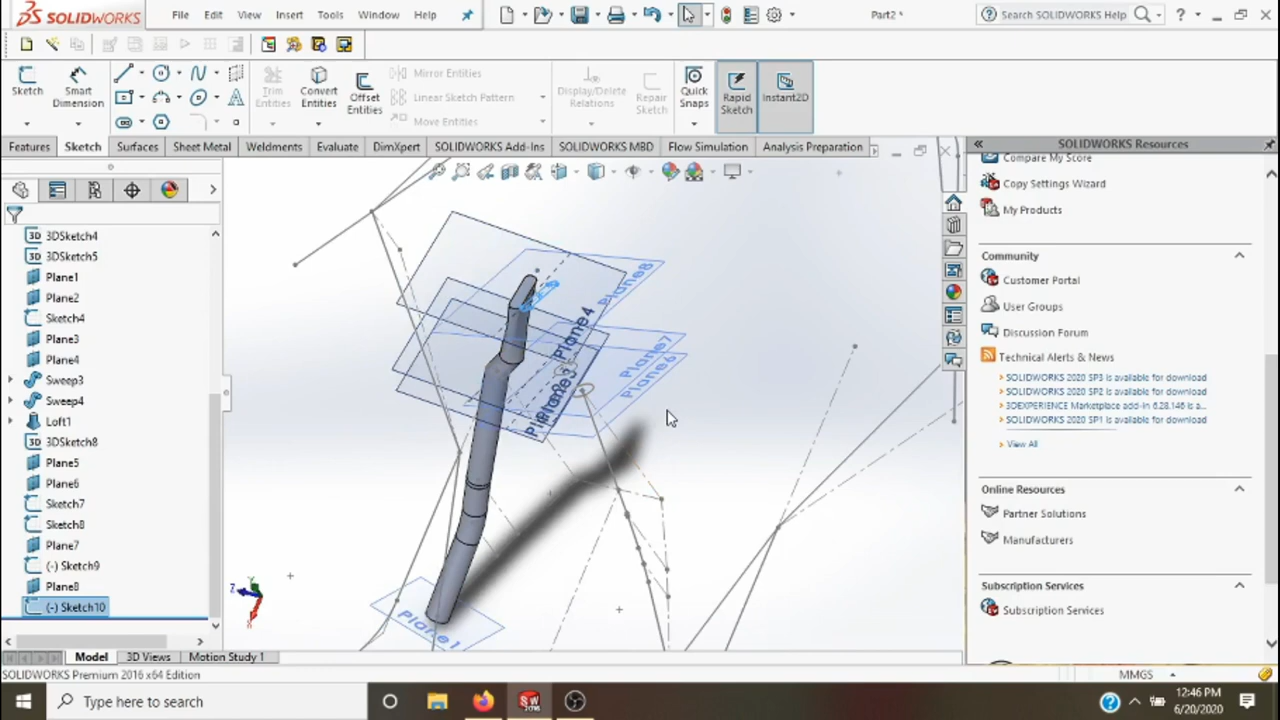 SOLIDWORKS File Edit View Insert Tools Window Help Part2 * Search SOLIDWORKS Help
Sketch Smart Dimension Trim Entities Convert Entities Offset Entities Mirror Entities Linear Sketch Pattern Move Entities Display/Delete Relations Repair Sketch Quick Snaps Rapid Sketch Instant2D
Features Sketch Surfaces Sheet Metal Weldments Evaluate DimXpert SOLIDWORKS Add-Ins SOLIDWORKS MBD Flow Simulation Analysis Preparation
3DSketch4
3DSketch5
Plane1
Plane2
Sketch4
Plane3
Plane4
Sweep3
Sweep4
Loft1
3DSketch8
Plane5
Plane6
Sketch7
Sketch8
Plane7
(-) Sketch9
Plane8
(-) Sketch10
Plane8
Plane4
Plane7
Plane6
Plane1
Z
SOLIDWORKS Resources
Compare My Score
Copy Settings Wizard
My Products
Community
Customer Portal
User Groups
Discussion Forum
Technical Alerts & News
SOLIDWORKS 2020 SP3 is available for download
SOLIDWORKS 2020 SP2 is available for download
3DEXPERIENCE Marketplace add-in 6.28.146 is a...
SOLIDWORKS 2020 SP1 is available for download
View All
Online Resources
Partner Solutions
Manufacturers
Subscription Services
Subscription Services
Model 3D Views Motion Study 1
SOLIDWORKS Premium 2016 x64 Edition MMGS
Type here to search
12:46 PM
6/20/2020